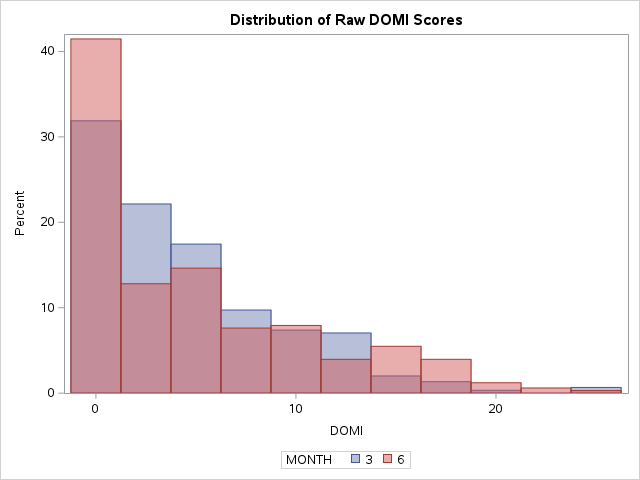 Distribution of Raw DOMI Scores
40
30
20
10
0
Percent
0 10 20
DOMI
MONTH 3 6